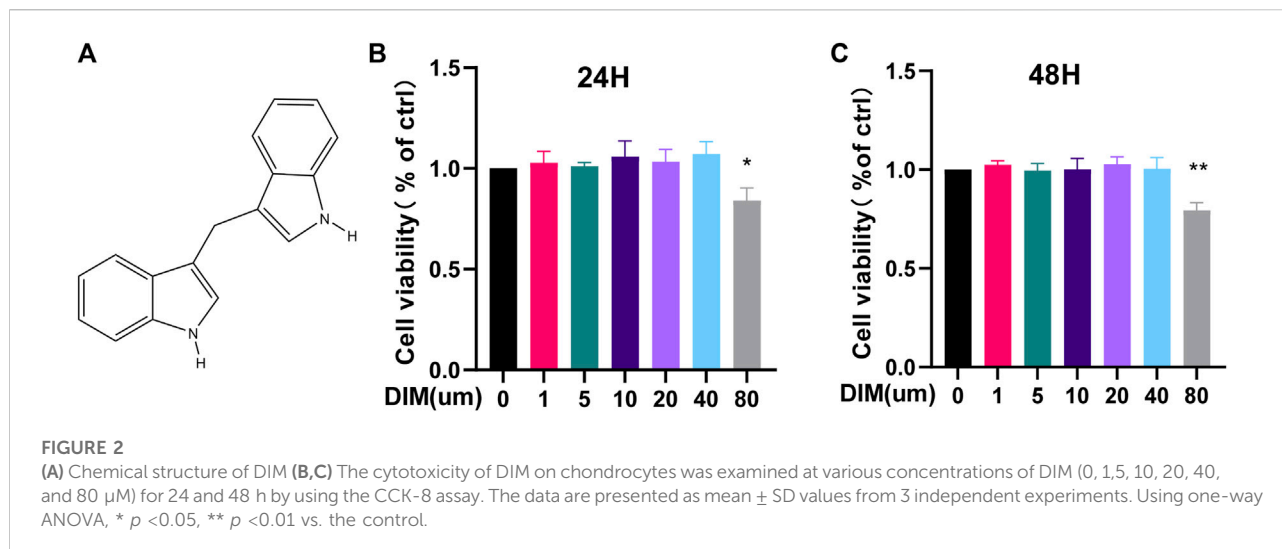 A
N
H
N
H
B
24H
Cell viability ( % of ctrl)
1.5
1.0
0.5
0.0
*
DIM(um) 0 1 5 10 20 40 80
C
48H
Cell viability ( %of ctrl)
1.5
1.0
0.5
0.0
**
DIM(um) 0 1 5 10 20 40 80
FIGURE 2
(A) Chemical structure of DIM (B,C) The cytotoxicity of DIM on chondrocytes was examined at various concentrations of DIM (0, 1,5, 10, 20, 40,
and 80 μM) for 24 and 48 h by using the CCK-8 assay. The data are presented as mean ± SD values from 3 independent experiments. Using one-way
ANOVA, * p <0.05, ** p <0.01 vs. the control.